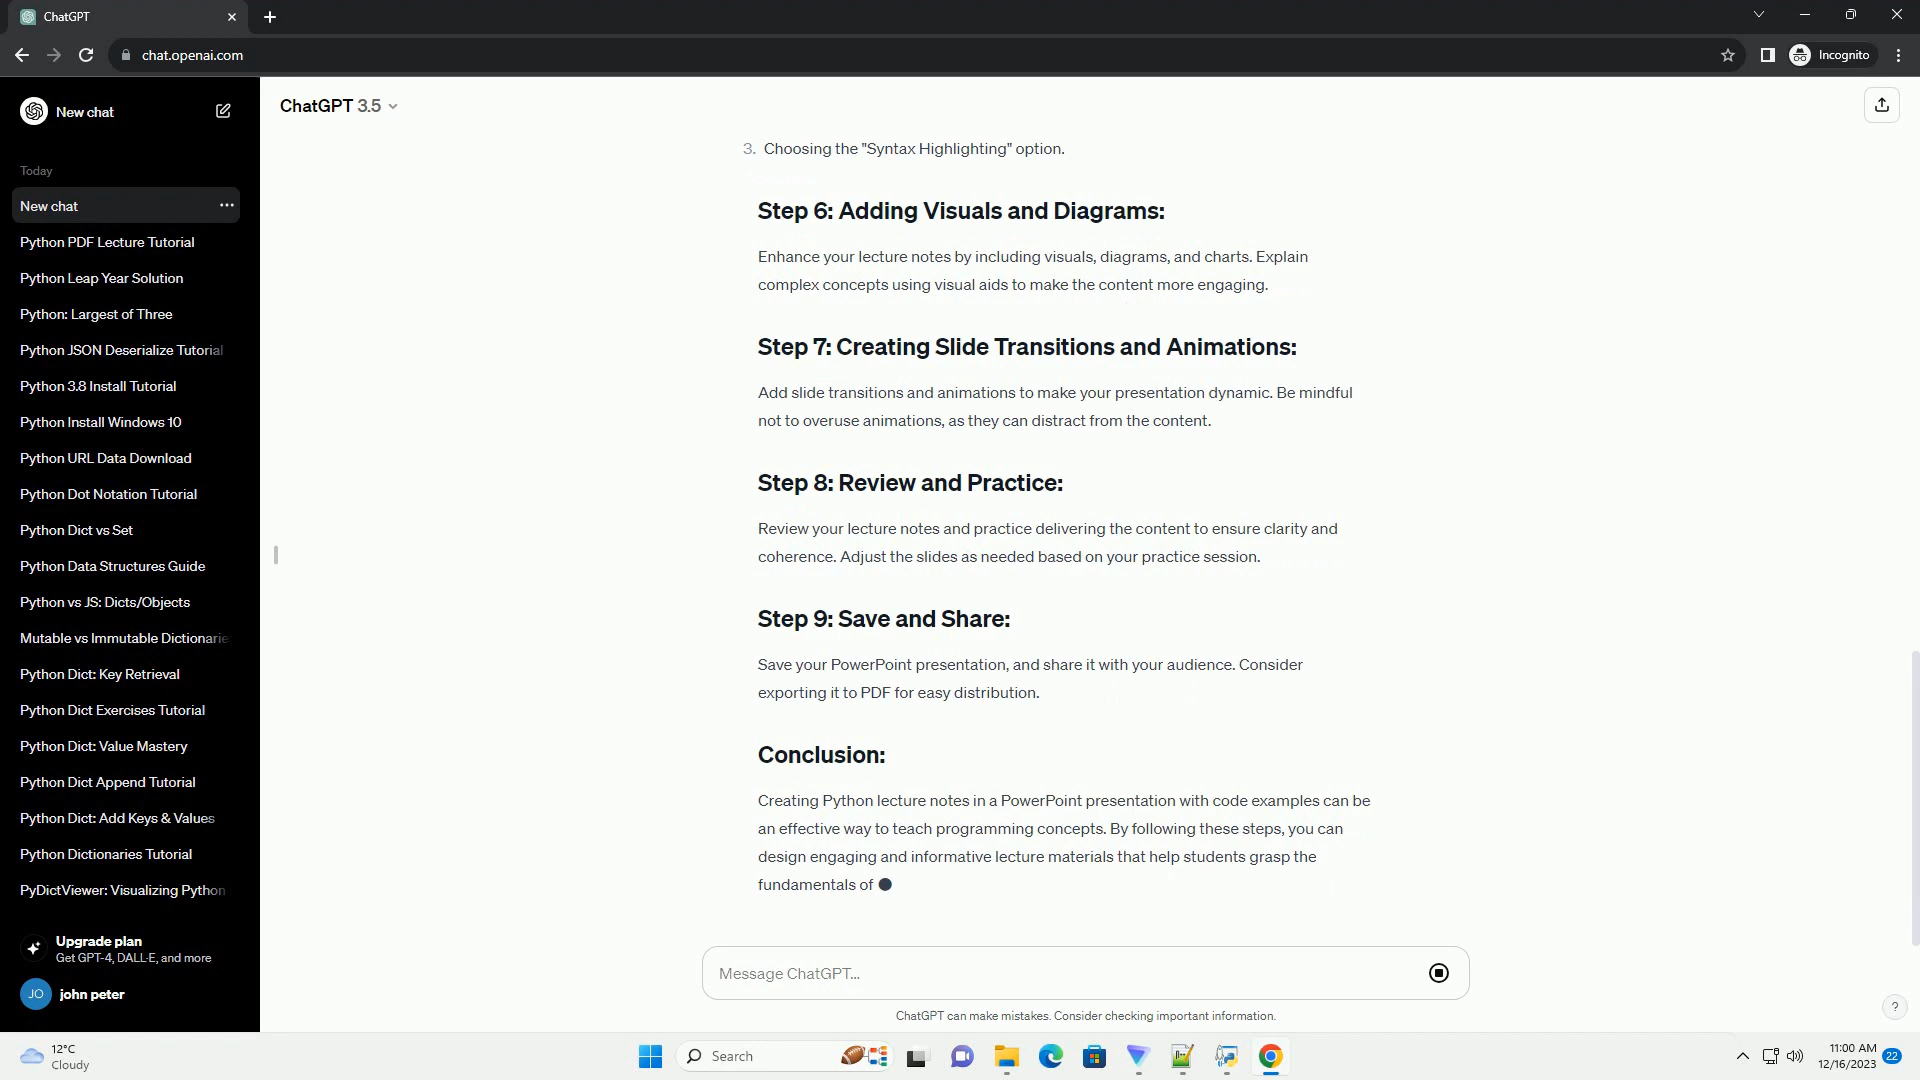 ChatGPT
chat.openai.com
Incognito
New chat
Today
New chat
Python PDF Lecture Tutorial
Python Leap Year Solution
Python: Largest of Three
Python JSON Deserialize Tutorial
Python 3.8 Install Tutorial
Python Install Windows 10
Python URL Data Download
Python Dot Notation Tutorial
Python Dict vs Set
Python Data Structures Guide
Python vs JS: Dicts/Objects
Mutable vs Immutable Dictionarie
Python Dict: Key Retrieval
Python Dict Exercises Tutorial
Python Dict: Value Mastery
Python Dict Append Tutorial
Python Dict: Add Keys & Values
Python Dictionaries Tutorial
PyDictViewer: Visualizing Python
Upgrade plan
Get GPT-4, DALL·E, and more
JO john peter
ChatGPT 3.5
3. Choosing the "Syntax Highlighting" option.
Step 6: Adding Visuals and Diagrams:
Enhance your lecture notes by including visuals, diagrams, and charts. Explain
complex concepts using visual aids to make the content more engaging.
Step 7: Creating Slide Transitions and Animations:
Add slide transitions and animations to make your presentation dynamic. Be mindful
not to overuse animations, as they can distract from the content.
Step 8: Review and Practice:
Review your lecture notes and practice delivering the content to ensure clarity and
coherence. Adjust the slides as needed based on your practice session.
Step 9: Save and Share:
Save your PowerPoint presentation, and share it with your audience. Consider
exporting it to PDF for easy distribution.
Conclusion:
Creating Python lecture notes in a PowerPoint presentation with code examples can be
an effective way to teach programming concepts. By following these steps, you can
design engaging and informative lecture materials that help students grasp the
fundamentals of
Message ChatGPT...
ChatGPT can make mistakes. Consider checking important information.
?
12°C
Cloudy
Search
11:00 AM
12/16/2023
22